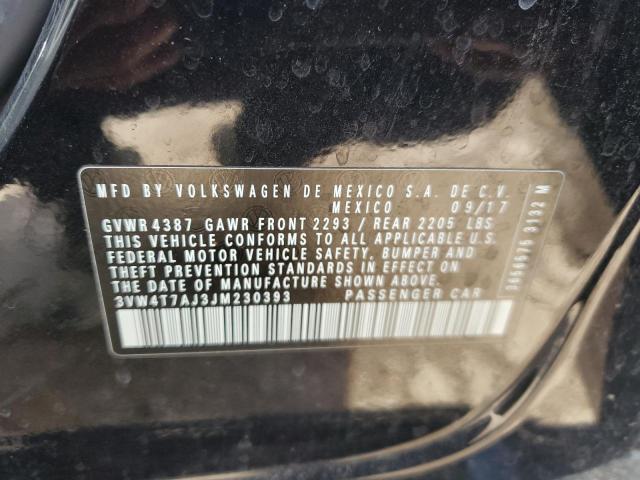 MFD BY VOLKSWAGEN DE MEXICO S.A. DE C.V.
MEXICO 09/17
GVWR 4387 GAWR FRONT 2293 / REAR 2205 LBS
THIS VEHICLE CONFORMS TO ALL APPLICABLE U.S.
FEDERAL MOTOR VEHICLE SAFETY, BUMPER AND
THEFT PREVENTION STANDARDS IN EFFECT ON
THE DATE OF MANUFACTURE SHOWN ABOVE.
3VW4T7AJ3JM230393 PASSENGER CAR
3656575 3132 M